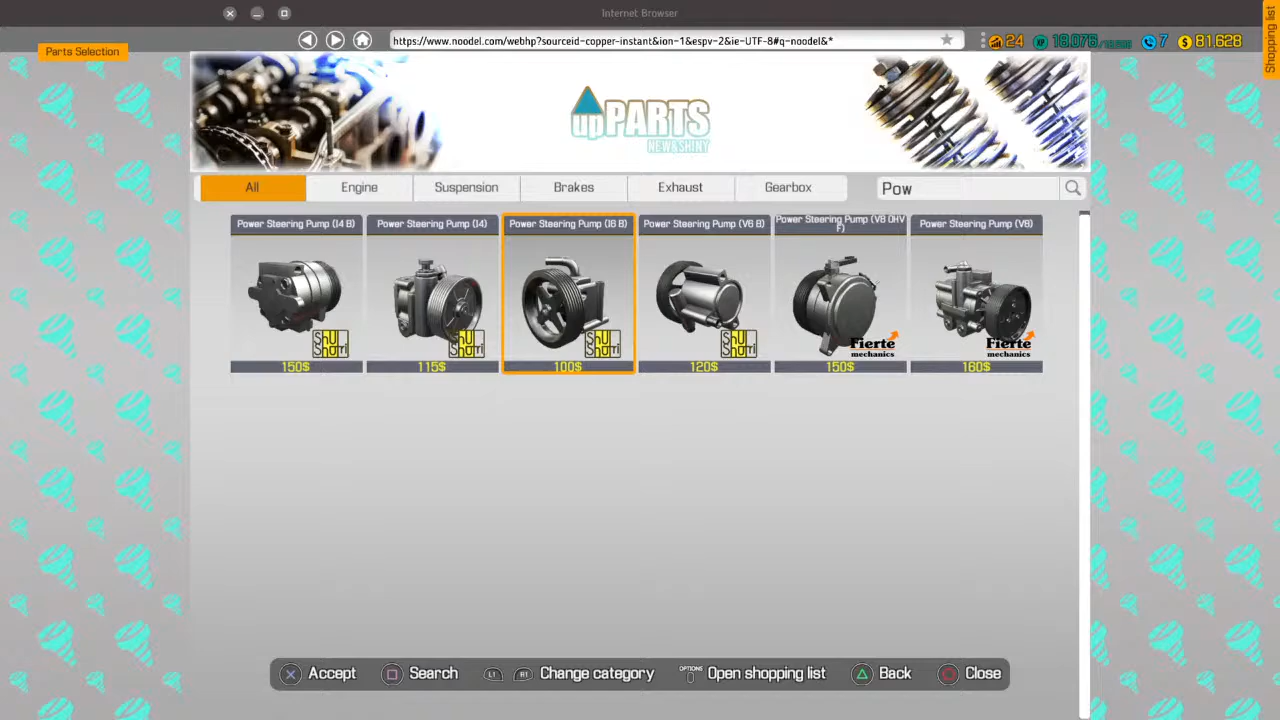 Internet Browser
Parts Selection
https://www.noodel.com/webhp?sourceid-copper-instant&ion-1&espv-2&ie-UTF-8#q-noodel&*
24
XP
7
$ 81,628
Shopping list
upPARTS
NEW&SHINY
All
Engine
Suspension
Brakes
Exhaust
Gearbox
Pow
Power Steering Pump (I4 B)
Power Steering Pump (I4)
Power Steering Pump (I6 B)
Power Steering Pump (V6 B)
Power Steering Pump (V8 OHV F)
Power Steering Pump (V8)
Fierte mechanics
Fierte mechanics
150$
115$
100$
120$
150$
160$
Accept
Search
L1
R1
Change category
OPTIONS
Open shopping list
Back
Close